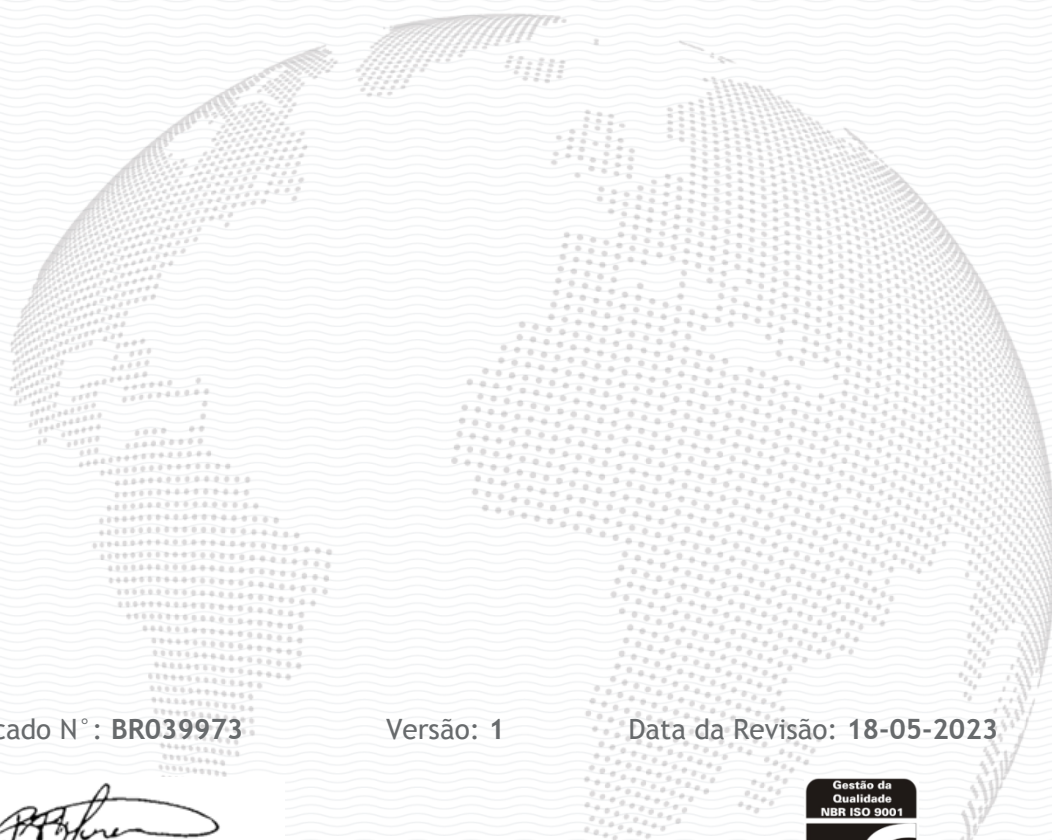 cado N°: BR039973 Versão: 1 Data da Revisão: 18-05-2023
Gestão da
Qualidade
NBR ISO 9001